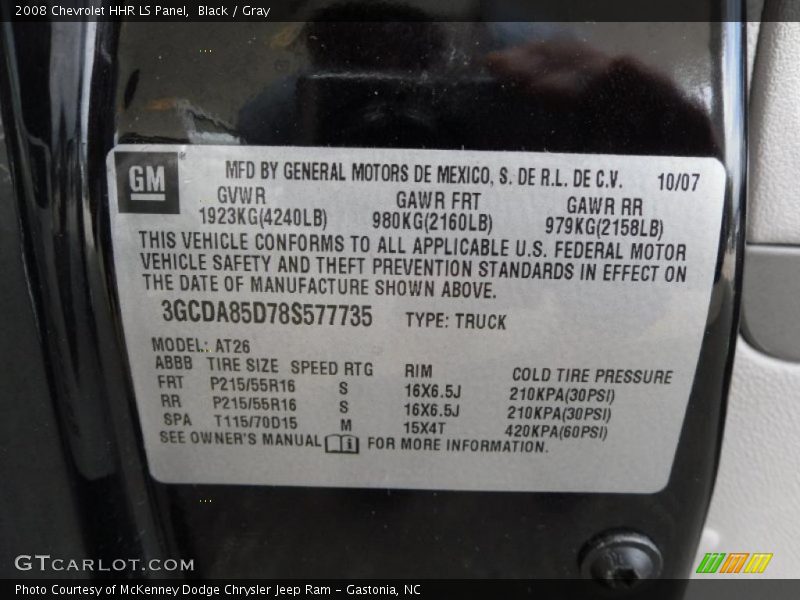 2008 Chevrolet HHR LS Panel, Black / Gray
GM
MFD BY GENERAL MOTORS DE MEXICO, S. DE R.L. DE C.V. 10/07
GVWR GAWR FRT GAWR RR
1923KG(4240LB) 980KG(2160LB) 979KG(2158LB)
THIS VEHICLE CONFORMS TO ALL APPLICABLE U.S. FEDERAL MOTOR
VEHICLE SAFETY AND THEFT PREVENTION STANDARDS IN EFFECT ON
THE DATE OF MANUFACTURE SHOWN ABOVE.
3GCDA85D78S577735 TYPE: TRUCK
MODEL: AT26
ABBB TIRE SIZE SPEED RTG RIM COLD TIRE PRESSURE
FRT P215/55R16 S 16X6.5J 210KPA(30PSI)
RR P215/55R16 S 16X6.5J 210KPA(30PSI)
SPA T115/70D15 M 15X4T 420KPA(60PSI)
SEE OWNER'S MANUAL FOR MORE INFORMATION.
GTCARLOT.COM
Photo Courtesy of McKenney Dodge Chrysler Jeep Ram - Gastonia, NC